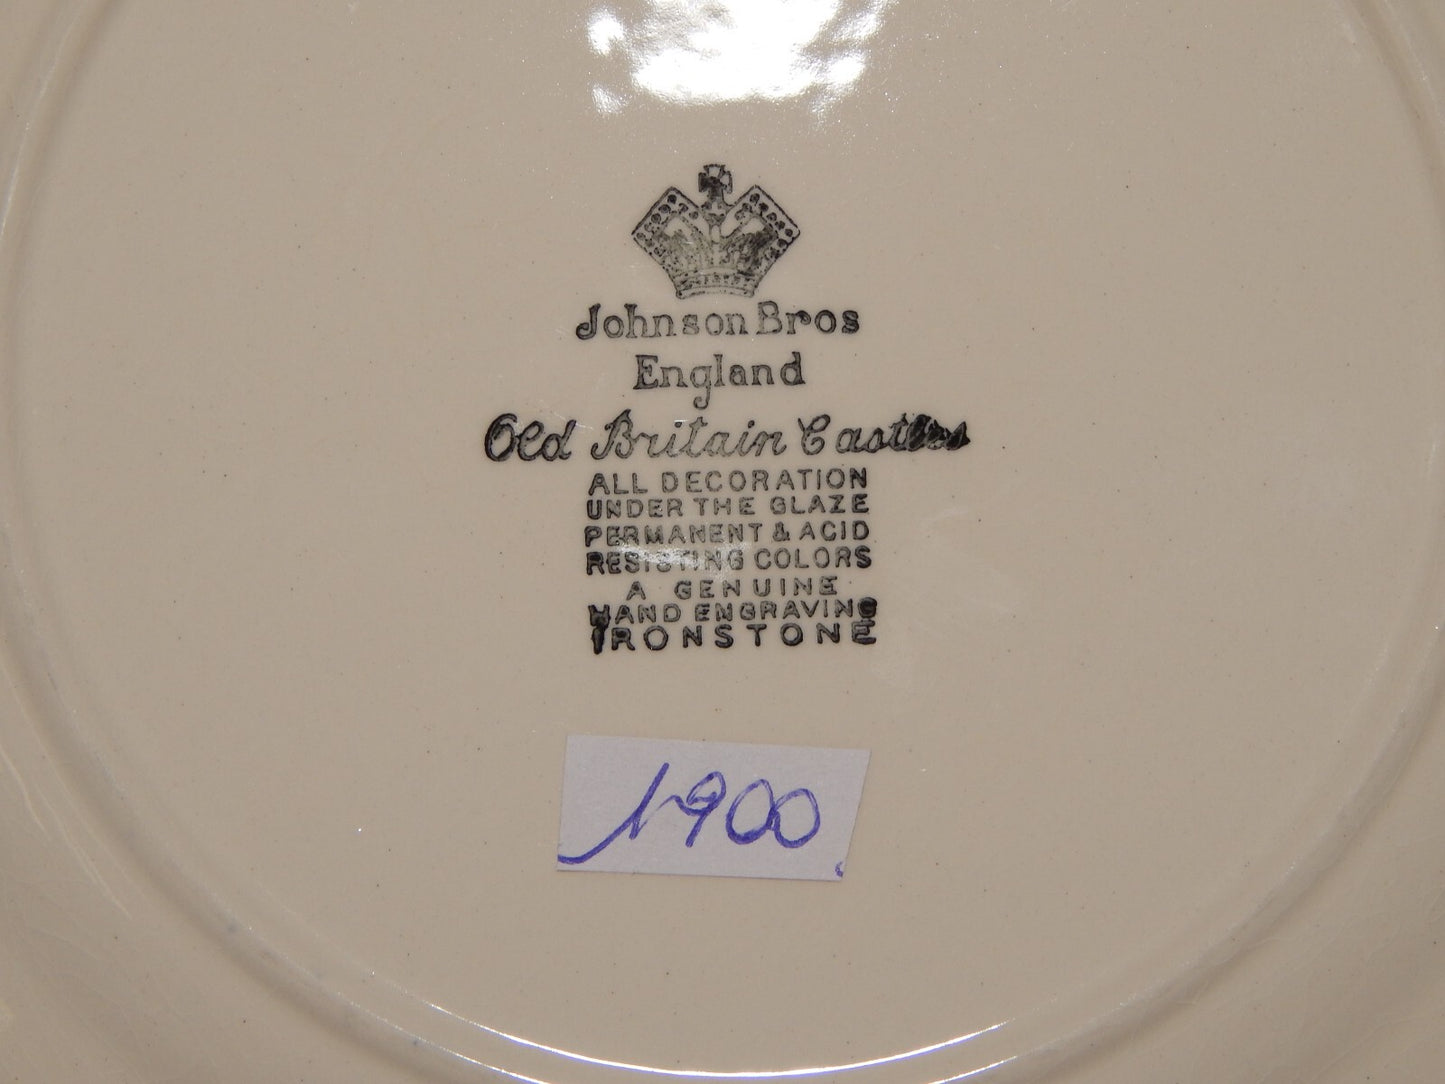 Johnson Bros
England
Old Britain Castles
ALL DECORATION
UNDER THE GLAZE
PERMANENT & ACID
RESISTING COLORS
A GENUINE
HAND ENGRAVING
IRONSTONE
1900